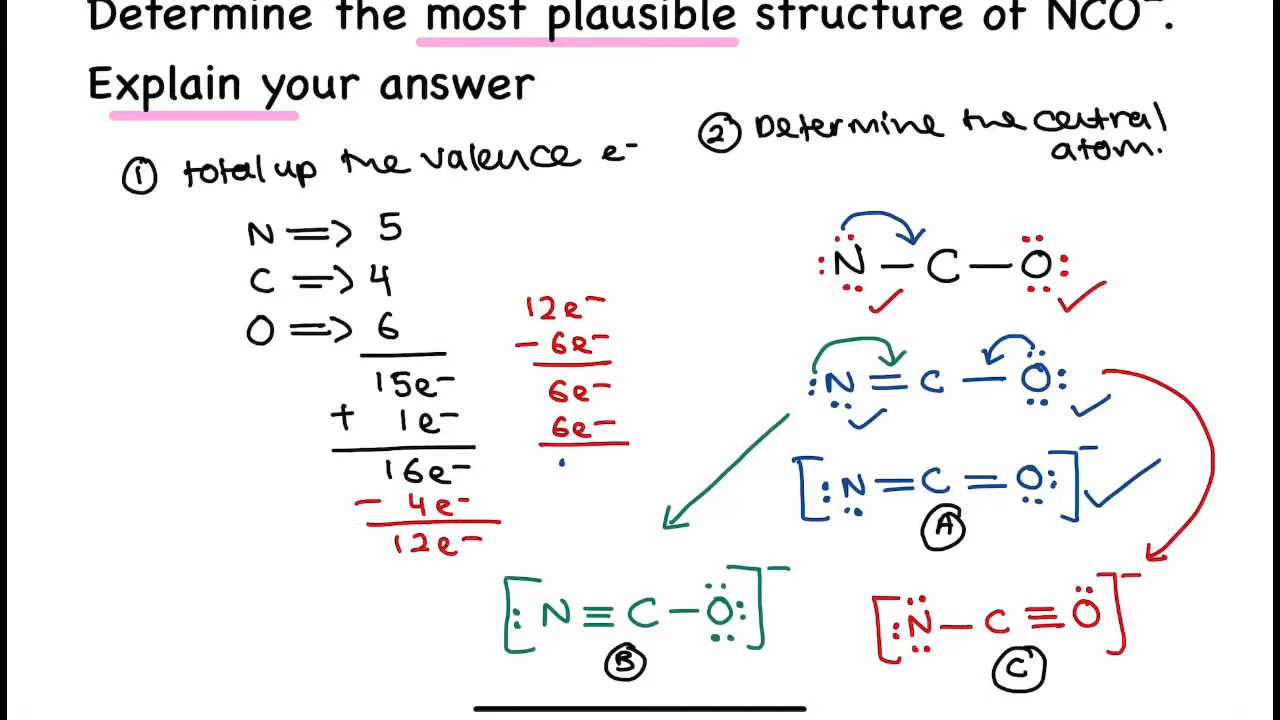 Determine the most plausible structure of NCO⁻.
Explain your answer
① total up the valence e⁻
② Determine the central
atom.
N => 5
C => 4
O => 6
15e⁻
+ 1e⁻
16e⁻
- 4e⁻
12e⁻
12e⁻
- 6e⁻
6e⁻
6e⁻
:N̈ — C — Ö:
:N = C — Ö:
[:N = C = O:]⁻
A
[:N ≡ C — Ö:]⁻
B
[:N̈ — C ≡ Ö]⁻
C